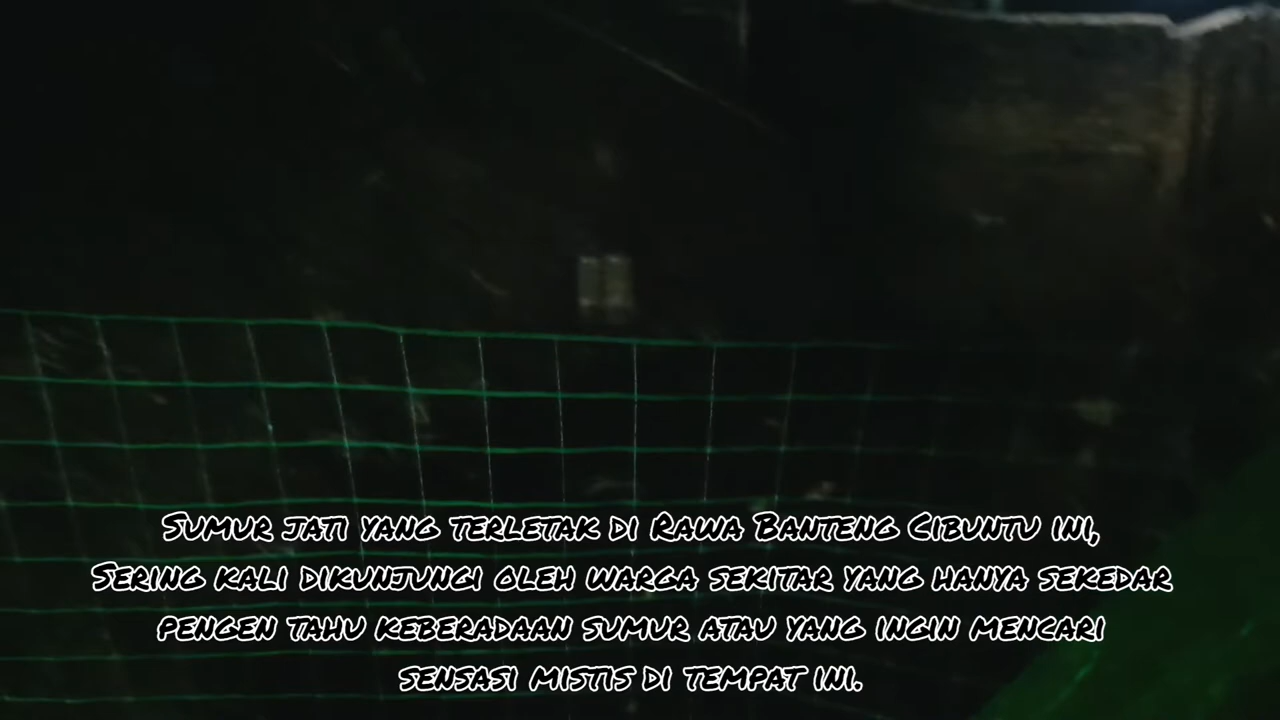 Sumur jati yang terletak di Rawa Banteng Cibuntu ini,
Sering kali dikunjungi oleh warga sekitar yang hanya sekedar
pengen tahu keberadaan sumur atau yang ingin mencari
sensasi mistis di tempat ini.